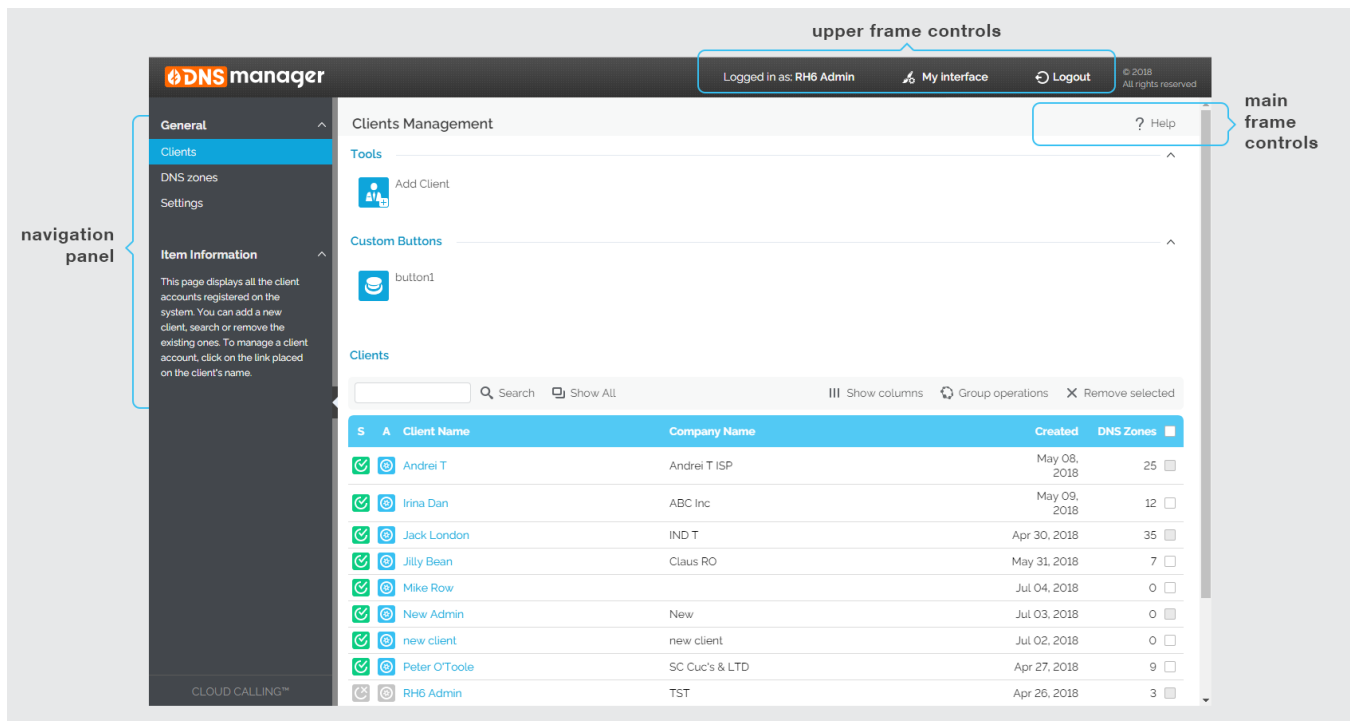 upper frame controls
DNS manager
Logged in as: RH6 Admin
My interface
Logout
© 2018
All rights reserved
main
frame
controls
navigation
panel
General
Clients
DNS zones
Settings
Item Information
This page displays all the client
accounts registered on the
system. You can add a new
client, search or remove the
existing ones. To manage a client
account, click on the link placed
on the client's name.
CLOUD CALLING™
Clients Management
? Help
Tools
Add Client
Custom Buttons
button1
Clients
Search
Show All
Show columns
Group operations
Remove selected
S A Client Name Company Name Created DNS Zones
Andrei T Andrei T ISP May 08, 2018 25
Irina Dan ABC Inc May 09, 2018 12
Jack London IND T Apr 30, 2018 35
Jilly Bean Claus RO May 31, 2018 7
Mike Row Jul 04, 2018 0
New Admin New Jul 03, 2018 0
new client new client Jul 02, 2018 0
Peter O'Toole SC Cuc's & LTD Apr 27, 2018 9
RH6 Admin TST Apr 26, 2018 3